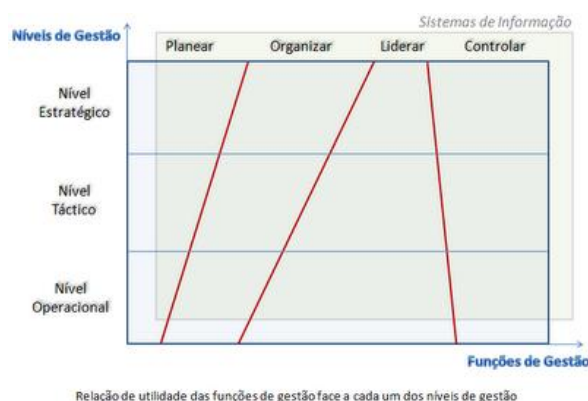 Sistemas de Informação
Níveis de Gestão
Planear Organizar Liderar Controlar
Nível
Estratégico
Nível
Táctico
Nível
Operacional
Funções de Gestão
Relação de utilidade das funções de gestão face a cada um dos níveis de gestão